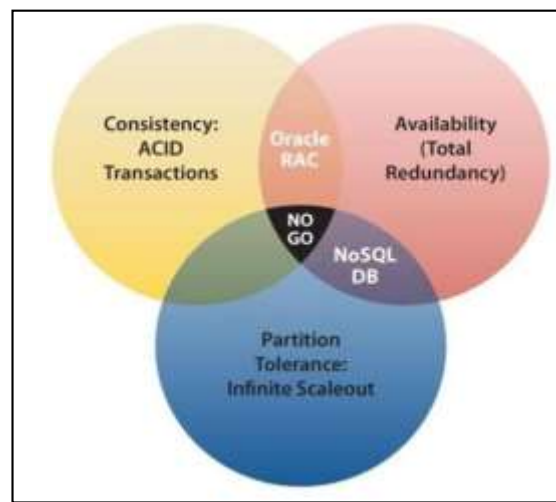 Consistency:
ACID
Transactions
Oracle
RAC
Availability
(Total
Redundancy)
NO
GO
NoSQL
DB
Partition
Tolerance:
Infinite Scaleout